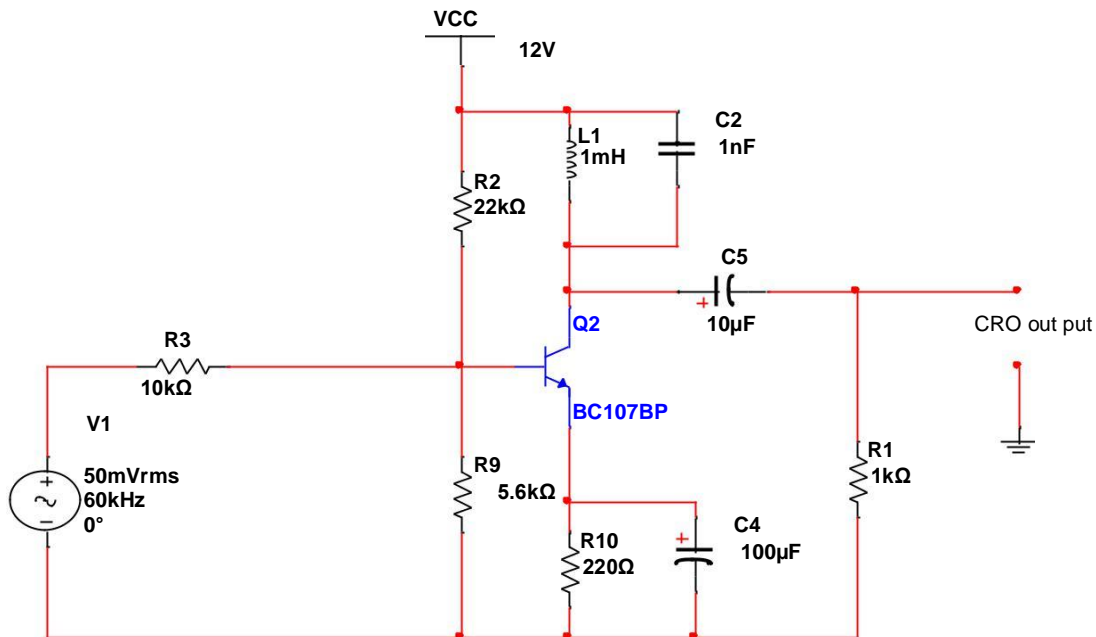 VCC
12V
L1
1mH
C2
1nF
R2
22kΩ
C5
10µF
Q2
CRO out put
R3
10kΩ
BC107BP
V1
50mVrms
60kHz
0°
R9
5.6kΩ
R1
1kΩ
R10
220Ω
C4
100µF